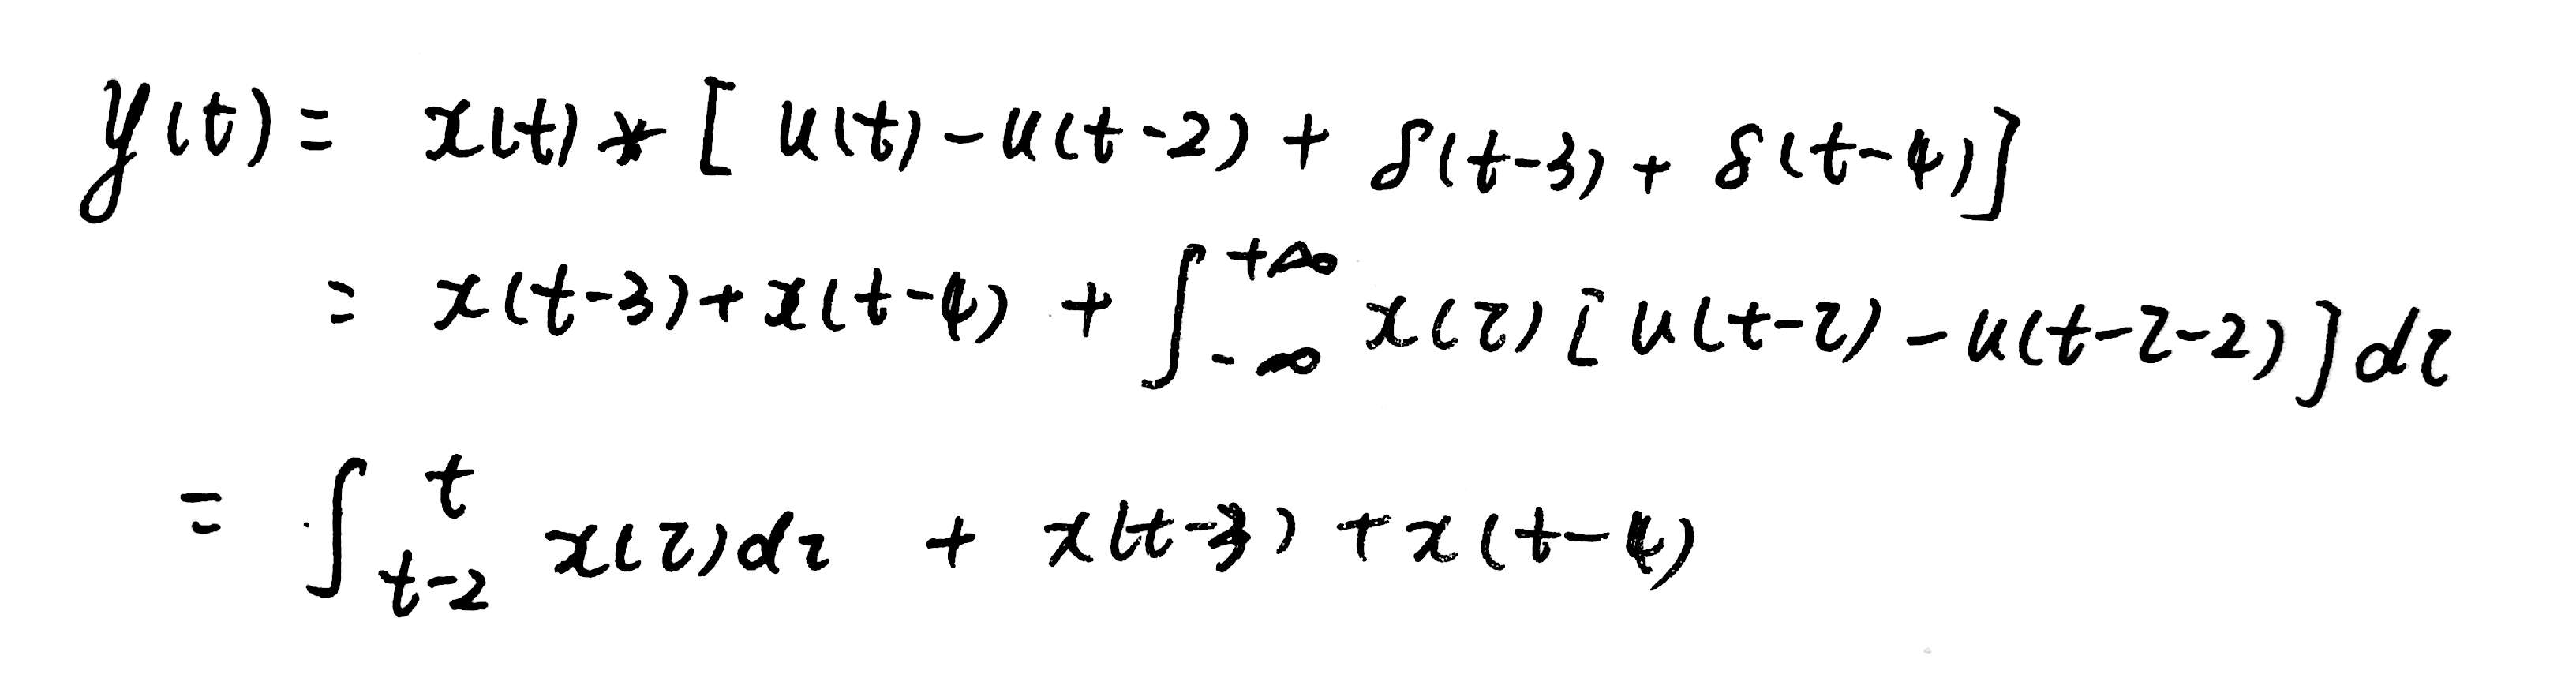 y(t) = x(t) * [ u(t) - u(t-2) + δ(t-3) + δ(t-4)]
= x(t-3) + x(t-4) + ∫_{-∞}^{+∞} x(τ) [u(t-τ) - u(t-τ-2)] dτ
= ∫_{t-2}^{t} x(τ) dτ + x(t-3) + x(t-4)